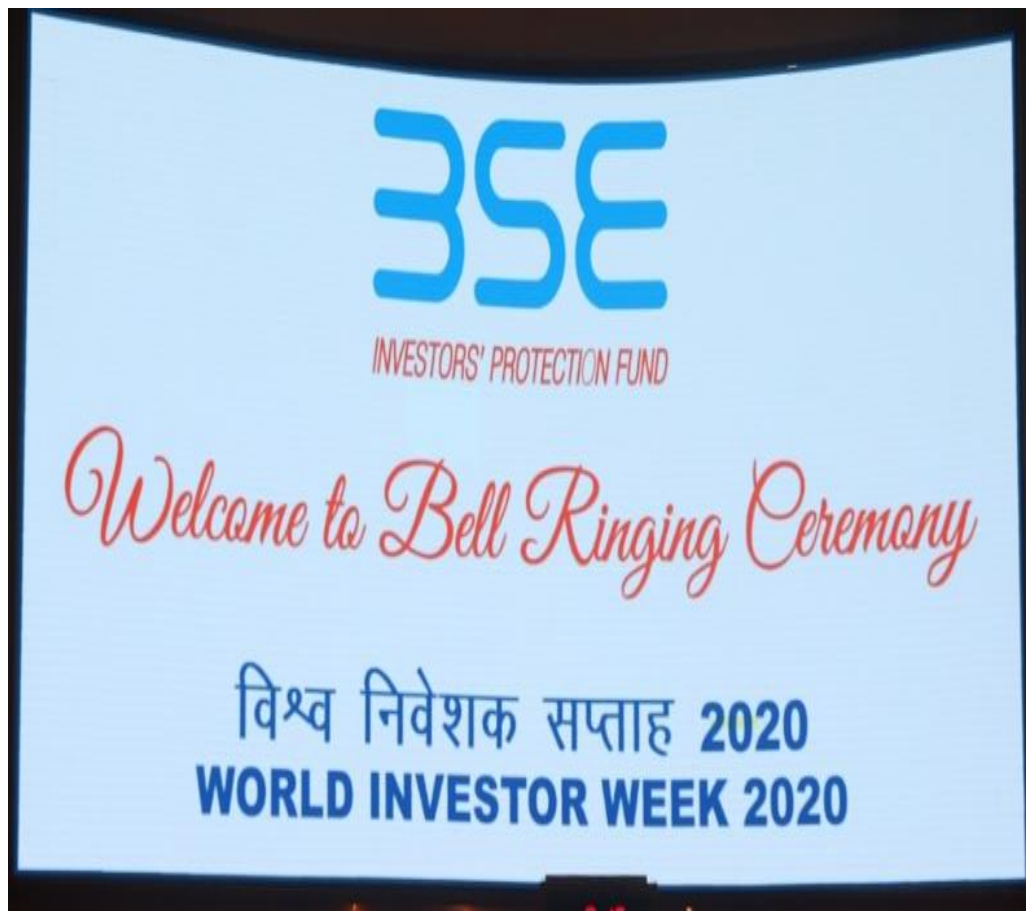 BSE
INVESTORS' PROTECTION FUND
Welcome to Bell Ringing Ceremony
विश्व निवेशक सप्ताह 2020
WORLD INVESTOR WEEK 2020